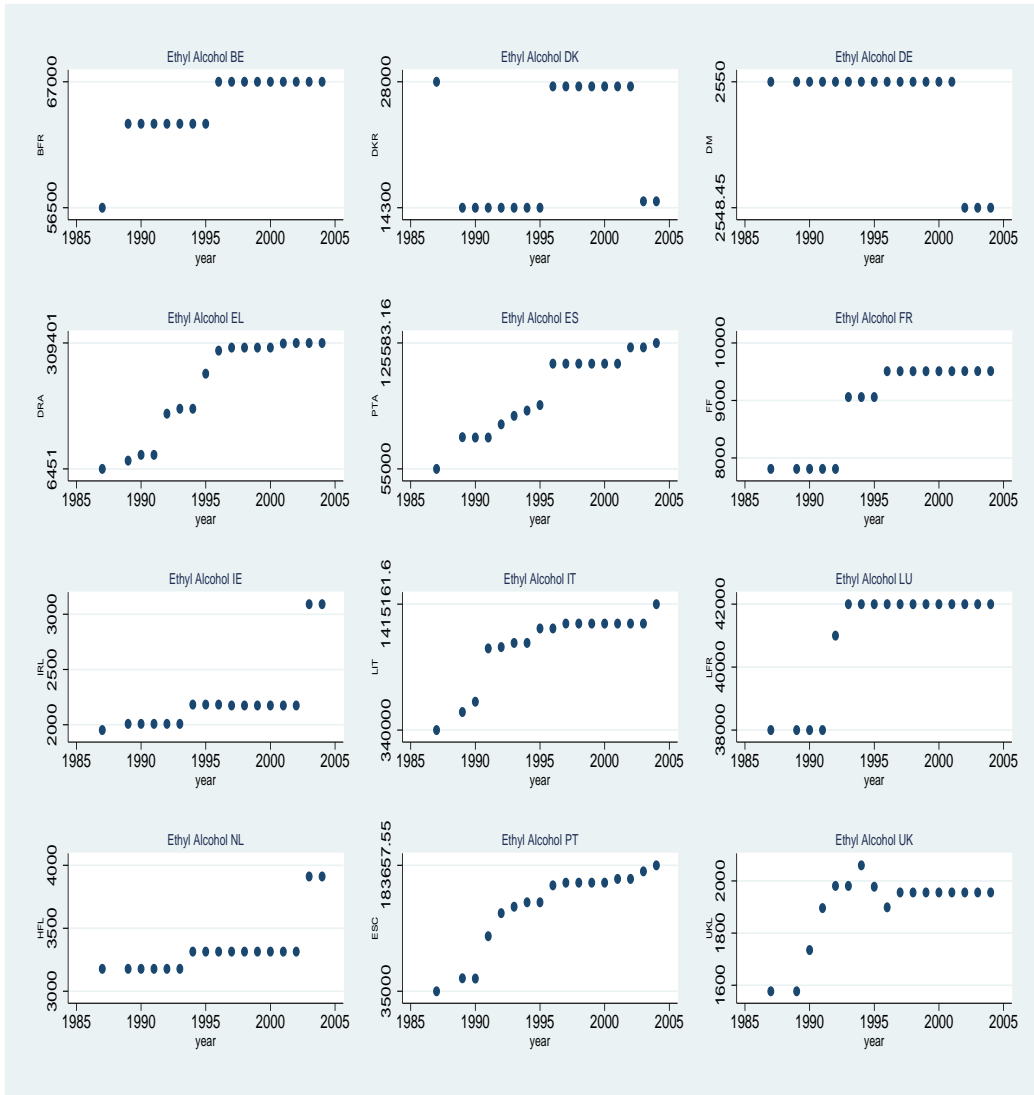 Ethyl Alcohol BE
67000
56500
BFR
1985 1990 1995 2000 2005
year
Ethyl Alcohol DK
28000
14300
DKR
1985 1990 1995 2000 2005
year
Ethyl Alcohol DE
2550
2548.45
DM
1985 1990 1995 2000 2005
year
Ethyl Alcohol EL
309401
6451
DRA
1985 1990 1995 2000 2005
year
Ethyl Alcohol ES
125583.16
55000
PTA
1985 1990 1995 2000 2005
year
Ethyl Alcohol FR
10000
9000
8000
FF
1985 1990 1995 2000 2005
year
Ethyl Alcohol IE
3000
2500
2000
IRL
1985 1990 1995 2000 2005
year
Ethyl Alcohol IT
1415161.6
340000
LIT
1985 1990 1995 2000 2005
year
Ethyl Alcohol LU
42000
40000
38000
LFR
1985 1990 1995 2000 2005
year
Ethyl Alcohol NL
4000
3500
3000
HFL
1985 1990 1995 2000 2005
year
Ethyl Alcohol PT
183657.55
35000
ESC
1985 1990 1995 2000 2005
year
Ethyl Alcohol UK
2000
1800
1600
UKL
1985 1990 1995 2000 2005
year